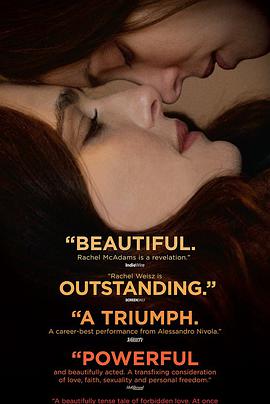 “BEAUTIFUL.
Rachel McAdams is a revelation.”
IndieWire
“Rachel Weisz is
OUTSTANDING.”
SCREENDAILY
“A TRIUMPH.
A career-best performance from Alessandro Nivola.”
VARIETY
“POWERFUL
and beautifully acted. A transfixing consideration
of love, faith, sexuality and personal freedom.”
“A beautifully tense tale of forbidden love. At once